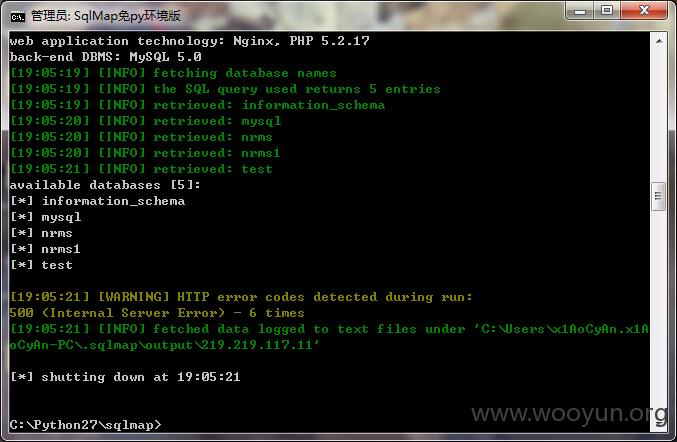 管理员: SqlMap免py环境版
web application technology: Nginx, PHP 5.2.17
back-end DBMS: MySQL 5.0
[19:05:19] [INFO] fetching database names
[19:05:19] [INFO] the SQL query used returns 5 entries
[19:05:19] [INFO] retrieved: information_schema
[19:05:20] [INFO] retrieved: mysql
[19:05:20] [INFO] retrieved: nrms
[19:05:20] [INFO] retrieved: nrms1
[19:05:21] [INFO] retrieved: test
available databases [5]:
[*] information_schema
[*] mysql
[*] nrms
[*] nrms1
[*] test
[19:05:21] [WARNING] HTTP error codes detected during run:
500 (Internal Server Error) - 6 times
[19:05:21] [INFO] fetched data logged to text files under 'C:\Users\x1AoCyAn.x1A
oCyAn-PC\.sqlmap\output\219.219.117.11'
[*] shutting down at 19:05:21
C:\Python27\sqlmap>
www.wooyun.org